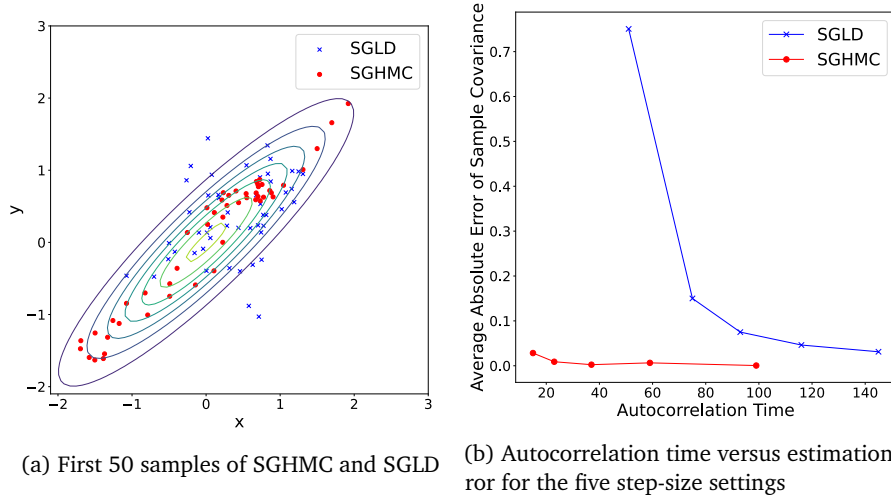 3
2
1
0
−1
−2
y
−2 −1 0 1 2 3
x
SGLD
SGHMC
(a) First 50 samples of SGHMC and SGLD
0.7
0.6
0.5
0.4
0.3
0.2
0.1
0.0
Average Absolute Error of Sample Covariance
20 40 60 80 100 120 140
Autocorrelation Time
SGLD
SGHMC
(b) Autocorrelation time versus estimation
ror for the five step-size settings